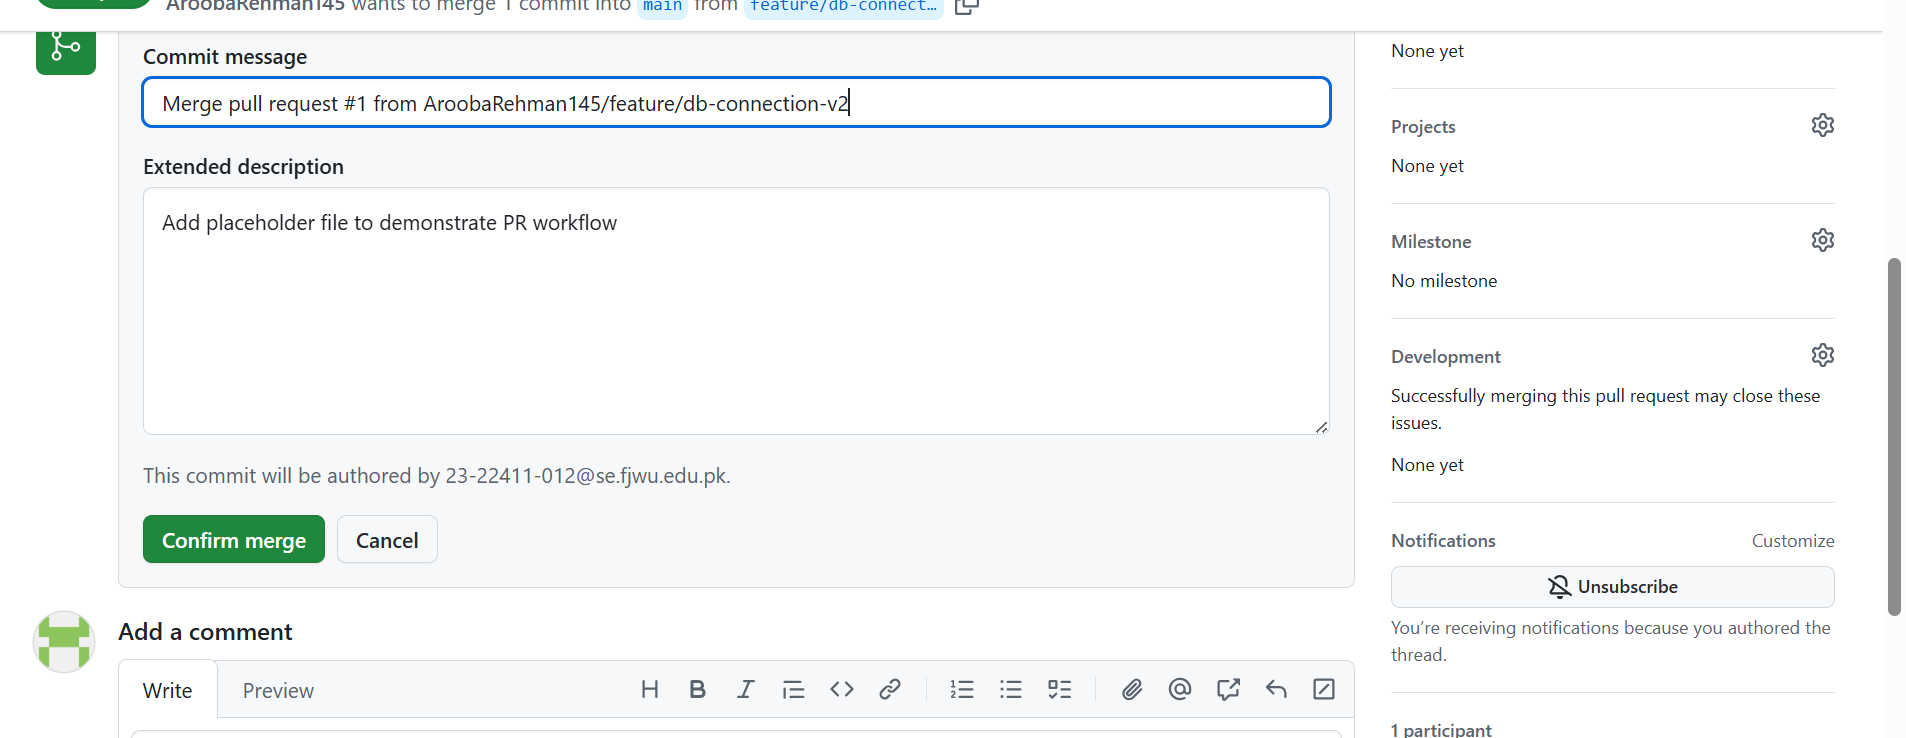 AroobaRehman145 wants to merge 1 commit into main from feature/db-connect…
Commit message
Merge pull request #1 from AroobaRehman145/feature/db-connection-v2
Extended description
Add placeholder file to demonstrate PR workflow
This commit will be authored by 23-22411-012@se.fjwu.edu.pk.
Confirm merge
Cancel
Add a comment
Write
Preview
None yet
Projects
None yet
Milestone
No milestone
Development
Successfully merging this pull request may close these
issues.
None yet
Notifications
Customize
Unsubscribe
You’re receiving notifications because you authored the
thread.
1 participant